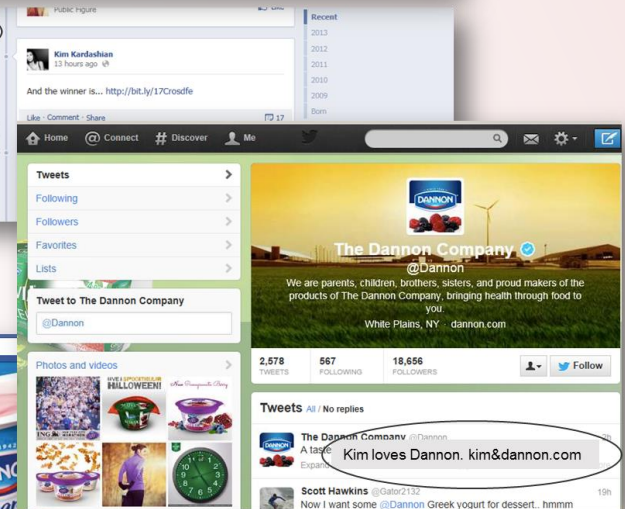 Public Figure
Recent
2013
2012
2011
2010
2009
Born
Kim Kardashian
13 hours ago
And the winner is... http://bit.ly/17Crosdfe
Like · Comment · Share
17
Home
Connect
# Discover
Me
Tweets
Following
Followers
Favorites
Lists
Tweet to The Dannon Company
@Dannon
Photos and videos
HALLOWEEN!
DANNON
The Dannon Company
@Dannon
We are parents, children, brothers, sisters, and proud makers of the
products of The Dannon Company, bringing health through food to
you.
White Plains, NY · dannon.com
2,578
TWEETS
567
FOLLOWING
18,656
FOLLOWERS
Follow
Tweets All / No replies
DANNON
The Dannon Company @Dannon
A taste
Expand
Kim loves Dannon. kim&dannon.com
Scott Hawkins @Gator2132
19h
Now I want some @Dannon Greek yogurt for dessert.. hmmm